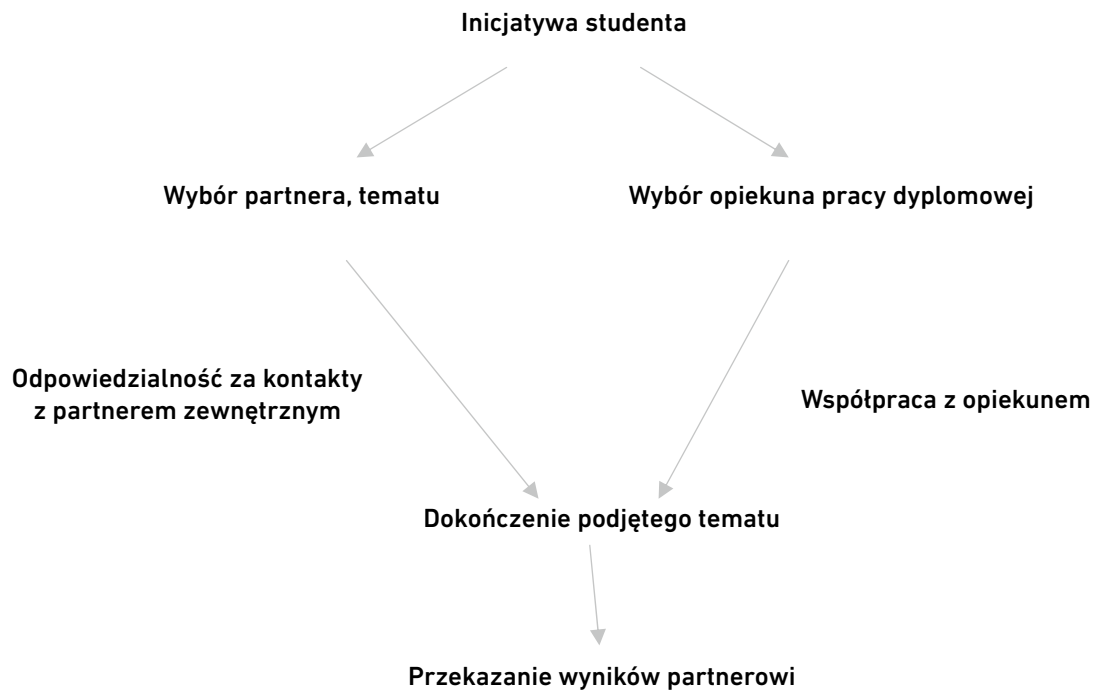 Inicjatywa studenta
Wybór partnera, tematu
Wybór opiekuna pracy dyplomowej
Odpowiedzialność za kontakty
z partnerem zewnętrznym
Współpraca z opiekunem
Dokończenie podjętego tematu
Przekazanie wyników partnerowi